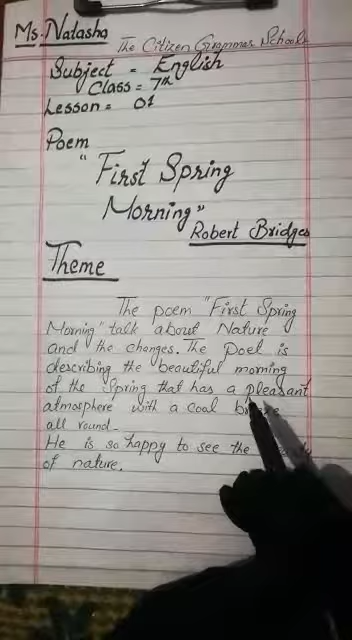 Ms. Natasha
The Citizen Grammar School
Subject = English
Class = 7th
Lesson = 01
Poem
"First Spring
Morning"
Robert Bridges
Theme
The poem "First Spring
Morning" talk about Nature
and the changes. The Poet is
describing the beautiful morning
of the Spring that has a pleasant
atmosphere with a coal
all round.
He is so happy to see the
of nature.